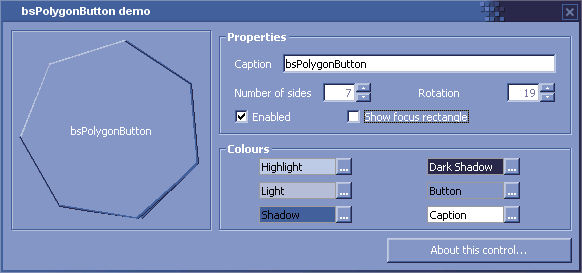 bsPolygonButton demo
bsPolygonButton
Properties
Caption bsPolygonButton
Number of sides 7 Rotation 19
Enabled Show focus rectangle
Colours
Highlight ... Dark Shadow ...
Light ... Button ...
Shadow ... Caption ...
About this control...